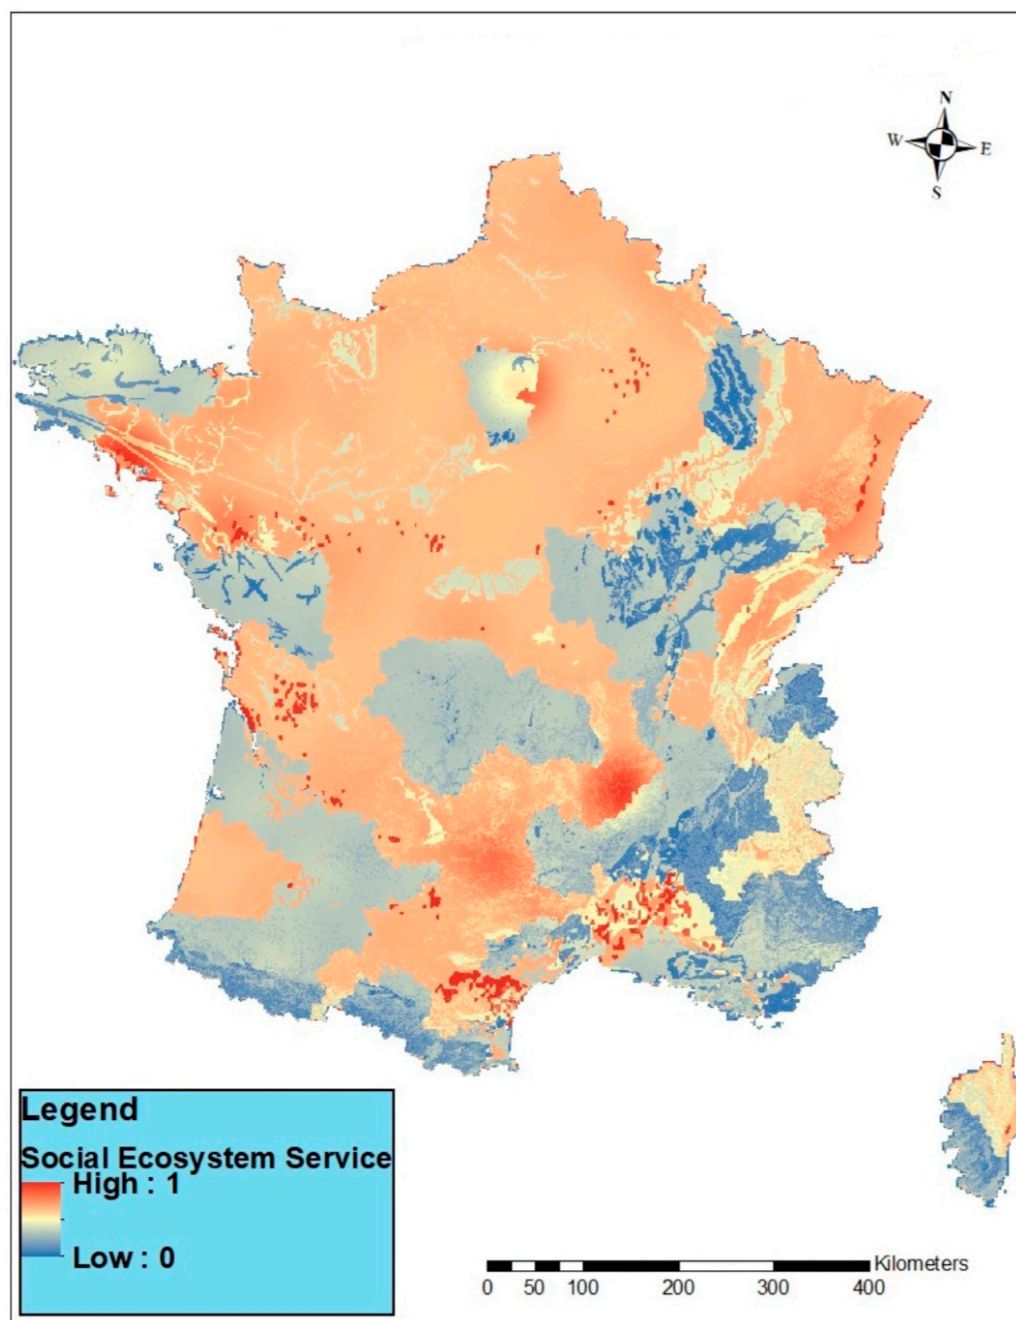 N
W E
S
Legend
Social Ecosystem Service
High : 1
Low : 0
Kilometers
0 50 100 200 300 400